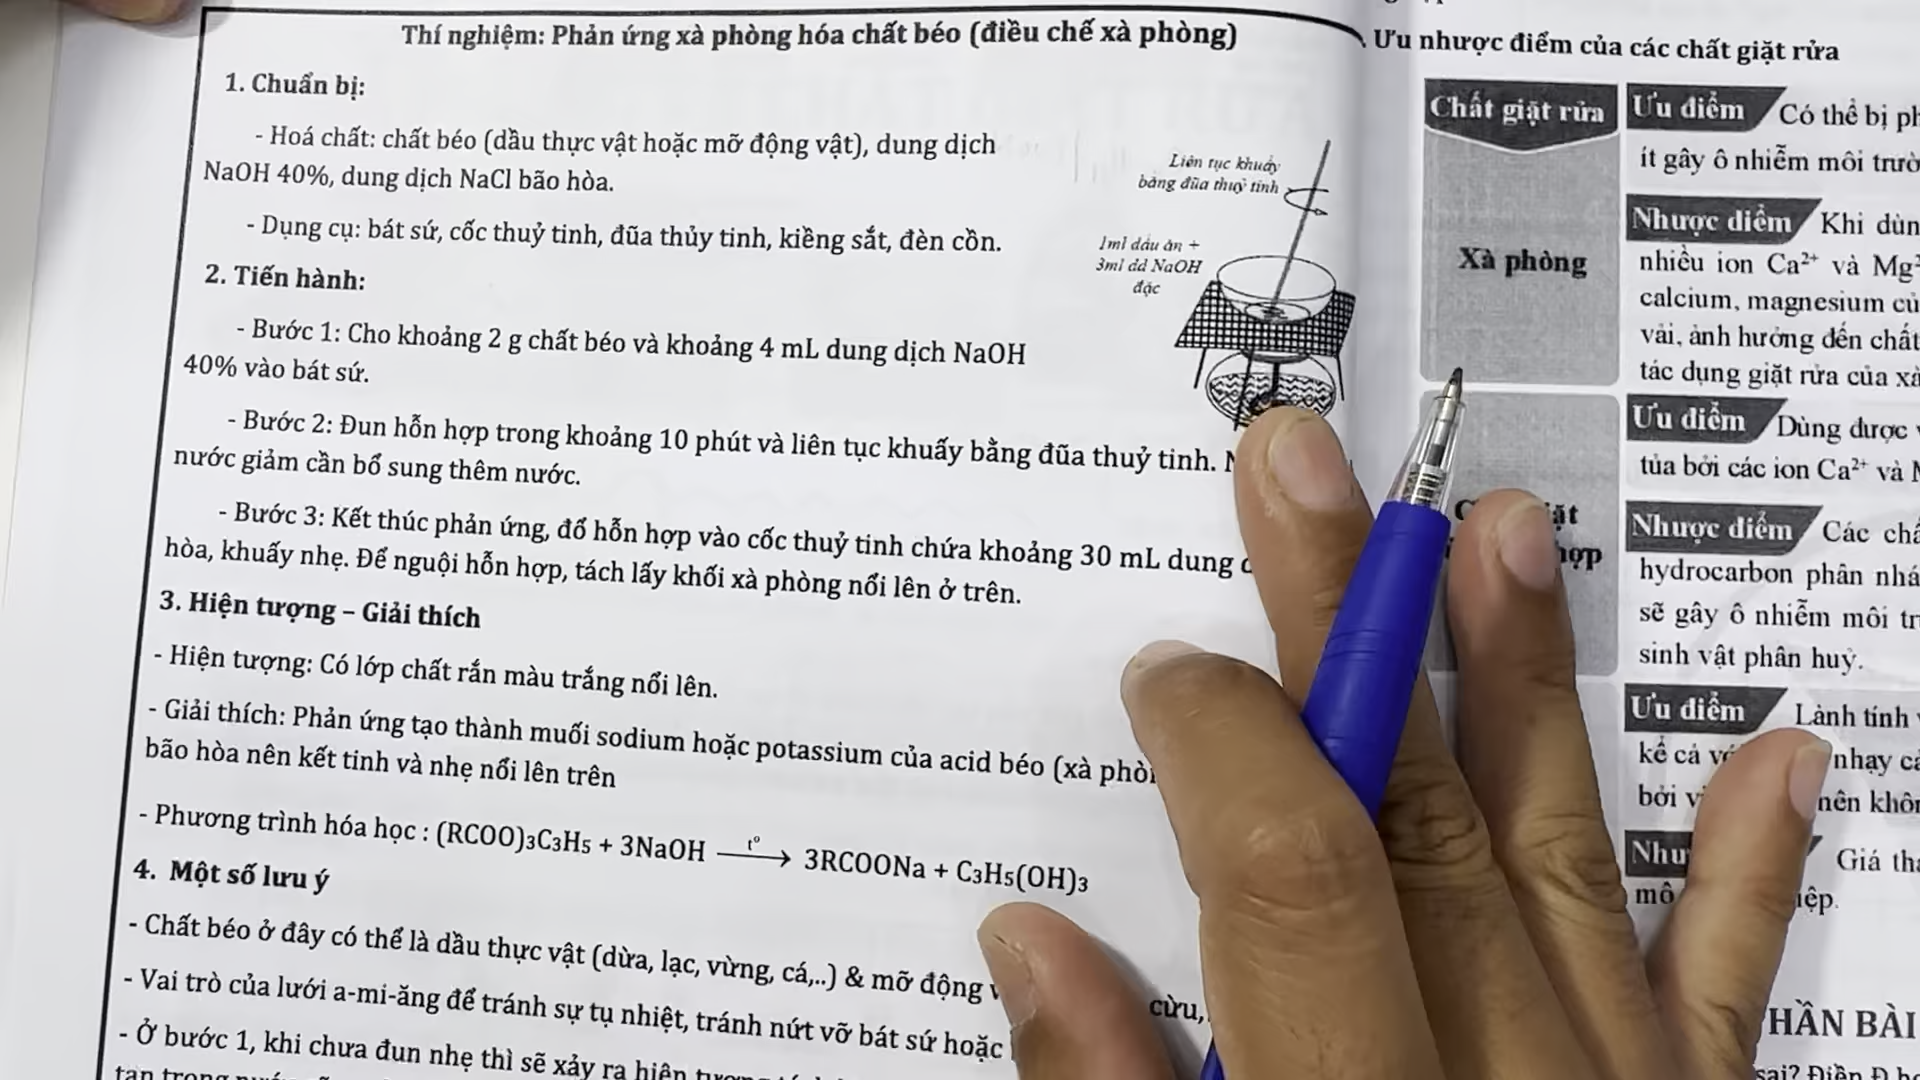 Thí nghiệm: Phản ứng xà phòng hóa chất béo (điều chế xà phòng)
1. Chuẩn bị:
- Hoá chất: chất béo (dầu thực vật hoặc mỡ động vật), dung dịch
NaOH 40%, dung dịch NaCl bão hòa.
- Dụng cụ: bát sứ, cốc thuỷ tinh, đũa thủy tinh, kiềng sắt, đèn cồn.
2. Tiến hành:
- Bước 1: Cho khoảng 2 g chất béo và khoảng 4 mL dung dịch NaOH
40% vào bát sứ.
Liên tục khuấy
bằng đũa thuỷ tinh
1ml dầu ăn +
3ml dd NaOH
đặc
- Bước 2: Đun hỗn hợp trong khoảng 10 phút và liên tục khuấy bằng đũa thuỷ tinh.
nước giảm cần bổ sung thêm nước.
- Bước 3: Kết thúc phản ứng, đổ hỗn hợp vào cốc thuỷ tinh chứa khoảng 30 mL dung
hòa, khuấy nhẹ. Để nguội hỗn hợp, tách lấy khối xà phòng nổi lên ở trên.
3. Hiện tượng – Giải thích
- Hiện tượng: Có lớp chất rắn màu trắng nổi lên.
- Giải thích: Phản ứng tạo thành muối sodium hoặc potassium của acid béo (xà
bão hòa nên kết tinh và nhẹ nổi lên trên
- Phương trình hóa học : (RCOO)₃C₃H₅ + 3NaOH —t°→ 3RCOONa + C₃H₅(OH)₃
4. Một số lưu ý
- Chất béo ở đây có thể là dầu thực vật (dừa, lạc, vừng, cá,..) & mỡ động cừu,
- Vai trò của lưới a-mi-ăng để tránh sự tụ nhiệt, tránh nứt vỡ bát sứ hoặc
- Ở bước 1, khi chưa đun nhẹ thì sẽ xảy ra hiện
Ưu nhược điểm của các chất giặt rửa
Chất giặt rửa
Xà phòng
Ưu điểm Có thể bị
ít gây ô nhiễm môi
Nhược điểm Khi
nhiều ion Ca²⁺ và
calcium, magnesium
vải, ảnh hưởng đến chất
tác dụng giặt rửa của
Ưu điểm Dùng được
tủa bởi các ion Ca²⁺ và
Nhược điểm Các
hydrocarbon phân
sẽ gây ô nhiễm môi
sinh vật phân huỷ.
Ưu điểm Lành tính
kể cả nhạy
bởi nên
Giá
mô
HẦN BÀI